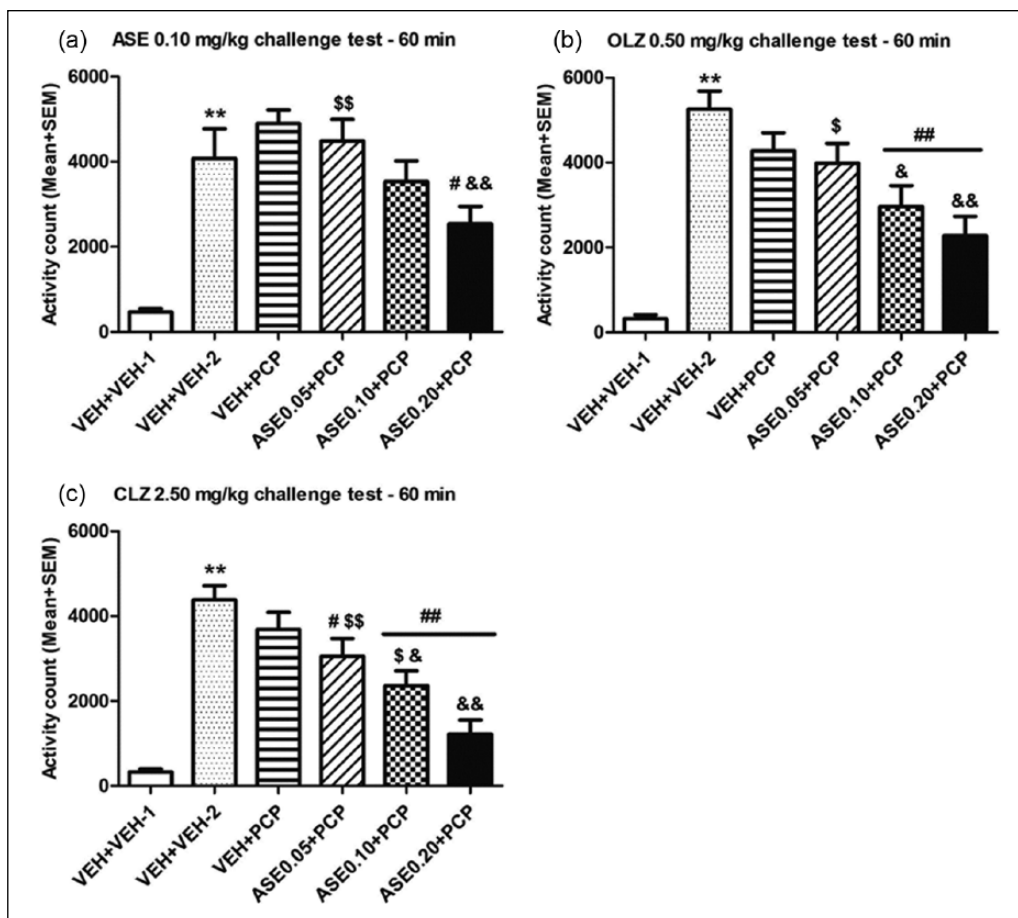 (a) ASE 0.10 mg/kg challenge test - 60 min
Activity count (Mean+SEM)
6000
4000
2000
0
**
$$
# &&
VEH+VEH-1
VEH+VEH-2
VEH+PCP
ASE0.05+PCP
ASE0.10+PCP
ASE0.20+PCP
(b) OLZ 0.50 mg/kg challenge test - 60 min
Activity count (Mean+SEM)
6000
4000
2000
0
**
$
##
&
&&
VEH+VEH-1
VEH+VEH-2
VEH+PCP
ASE0.05+PCP
ASE0.10+PCP
ASE0.20+PCP
(c) CLZ 2.50 mg/kg challenge test - 60 min
Activity count (Mean+SEM)
6000
4000
2000
0
**
# $$
##
$ &
&&
VEH+VEH-1
VEH+VEH-2
VEH+PCP
ASE0.05+PCP
ASE0.10+PCP
ASE0.20+PCP